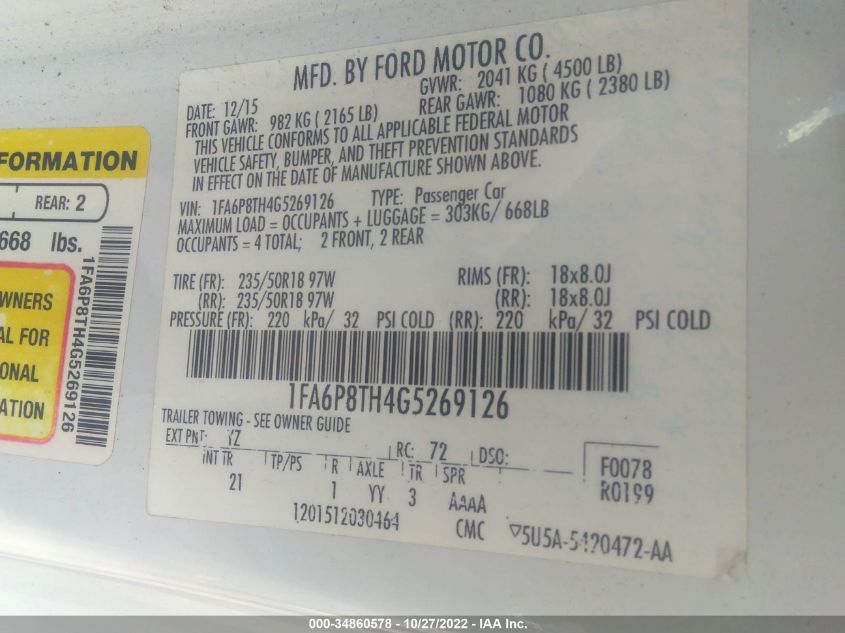 FORMATION
REAR: 2
668 lbs.
WNERS
AL FOR
ONAL
ATION
1FA6P8TH4G5269126
MFD. BY FORD MOTOR CO.
DATE: 12/15 GVWR: 2041 KG ( 4500 LB)
FRONT GAWR: 982 KG ( 2165 LB) REAR GAWR: 1080 KG ( 2380 LB)
THIS VEHICLE CONFORMS TO ALL APPLICABLE FEDERAL MOTOR
VEHICLE SAFETY, BUMPER, AND THEFT PREVENTION STANDARDS
IN EFFECT ON THE DATE OF MANUFACTURE SHOWN ABOVE.
VIN: 1FA6P8TH4G5269126 TYPE: Passenger Car
MAXIMUM LOAD = OCCUPANTS + LUGGAGE = 303KG/ 668LB
OCCUPANTS = 4 TOTAL; 2 FRONT, 2 REAR
TIRE (FR): 235/50R18 97W RIMS (FR): 18x8.0J
(RR): 235/50R18 97W (RR): 18x8.0J
PRESSURE (FR): 220 kPa/ 32 PSI COLD (RR): 220 kPa/ 32 PSI COLD
1FA6P8TH4G5269126
TRAILER TOWING - SEE OWNER GUIDE
EXT PNT: YZ RC: 72 DSO: F0078
INT TR TP/PS R AXLE TR SPR R0199
21 1 YY 3 AAAA
1201512030464 CMC 5U5A-5420472-AA
000-34860578 - 10/27/2022 - IAA Inc.